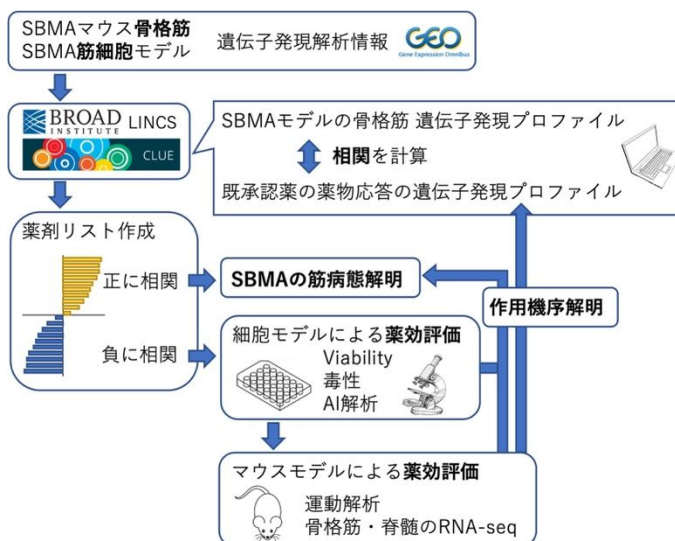 SBMAマウス骨格筋
SBMA筋細胞モデル
遺伝子発現解析情報
GEO
Gene Expression Omnibus
BROAD
INSTITUTE
LINCS
CLUE
SBMAモデルの骨格筋 遺伝子発現プロファイル
相関を計算
既承認薬の薬物応答の遺伝子発現プロファイル
薬剤リスト作成
正に相関
負に相関
SBMAの筋病態解明
作用機序解明
細胞モデルによる薬効評価
Viability
毒性
AI解析
マウスモデルによる薬効評価
運動解析
骨格筋・脊髄のRNA-seq